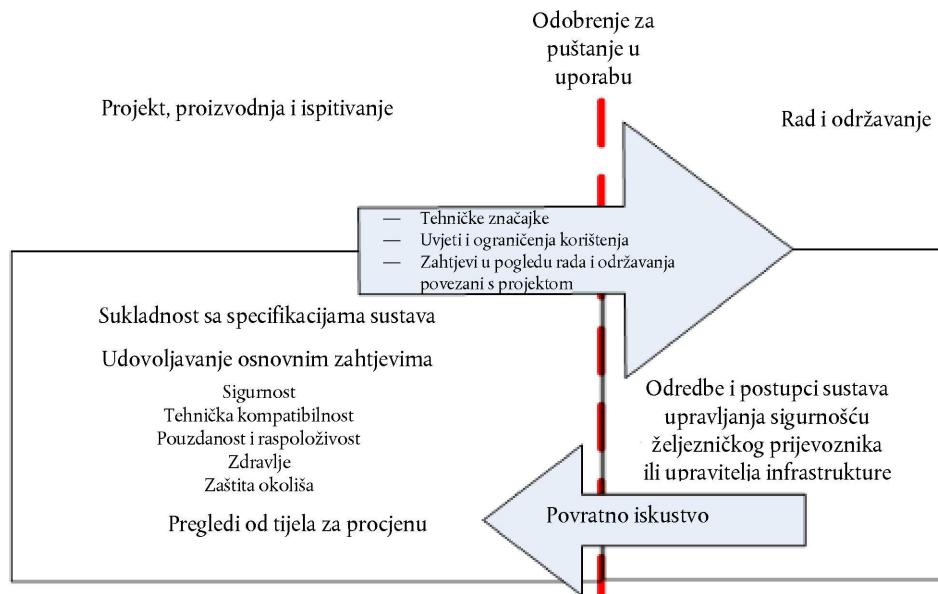 Odobrenje za
puštanje u
uporabu
Projekt, proizvodnja i ispitivanje
Rad i održavanje
— Tehničke značajke
— Uvjeti i ograničenja korištenja
— Zahtjevi u pogledu rada i održavanja
povezani s projektom
Sukladnost sa specifikacijama sustava
Udovoljavanje osnovnim zahtjevima
Sigurnost
Tehnička kompatibilnost
Pouzdanost i raspoloživost
Zdravlje
Zaštita okoliša
Pregledi od tijela za procjenu
Odredbe i postupci sustava
upravljanja sigurnošću
željezničkog prijevoznika
ili upravitelja infrastrukture
Povratno iskustvo